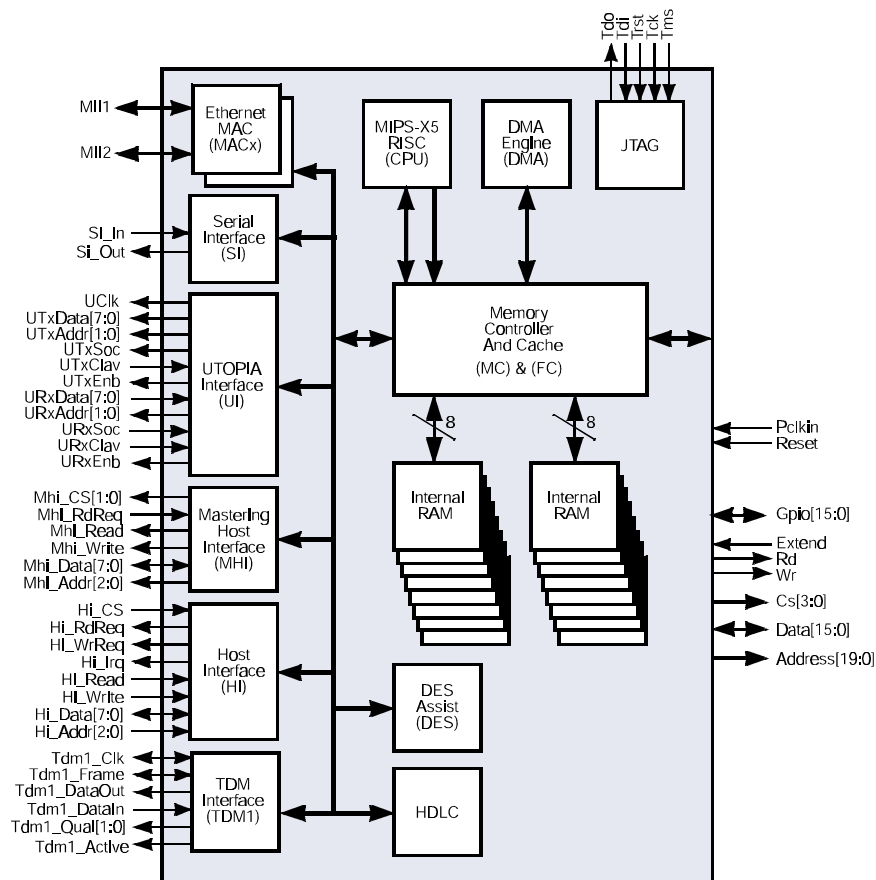 Tdo
Tdi
Trst
Tck
Tms
MII1
MII2
Ethernet
MAC
(MACx)
MIPS-X5
RISC
(CPU)
DMA
Engine
(DMA)
JTAG
SI_In
Si_Out
Serial
Interface
(SI)
UClk
UTxData[7:0]
UTxAddr[1:0]
UTxSoc
UTxClav
UTxEnb
URxData[7:0]
URxAddr[1:0]
URxSoc
URxClav
URxEnb
UTOPIA
Interface
(UI)
Memory
Controller
And Cache
(MC) & (FC)
8
8
Pclkin
Reset
Internal
RAM
Internal
RAM
Mhi_CS[1:0]
Mhi_RdReq
Mhi_Read
Mhi_Write
Mhi_Data[7:0]
Mhi_Addr[2:0]
Mastering
Host
Interface
(MHI)
Gpio[15:0]
Extend
Rd
Wr
Cs[3:0]
Data[15:0]
Address[19:0]
Hi_CS
Hi_RdReq
Hi_WrReq
Hi_Irq
Hi_Read
Hi_Write
Hi_Data[7:0]
Hi_Addr[2:0]
Host
Interface
(HI)
DES
Assist
(DES)
Tdm1_Clk
Tdm1_Frame
Tdm1_DataOut
Tdm1_DataIn
Tdm1_Qual[1:0]
Tdm1_Active
TDM
Interface
(TDM1)
HDLC